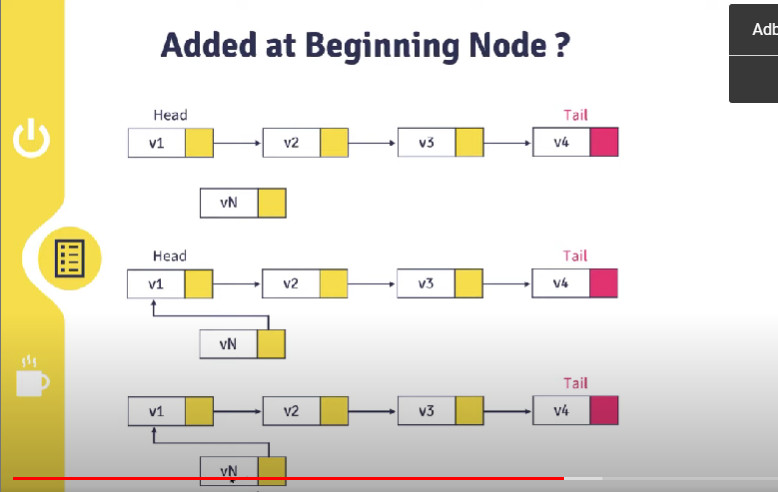 Added at Beginning Node ?
Adb
Head Tail
v1 v2 v3 v4
vN
Head Tail
v1 v2 v3 v4
vN
Tail
v1 v2 v3 v4
vN